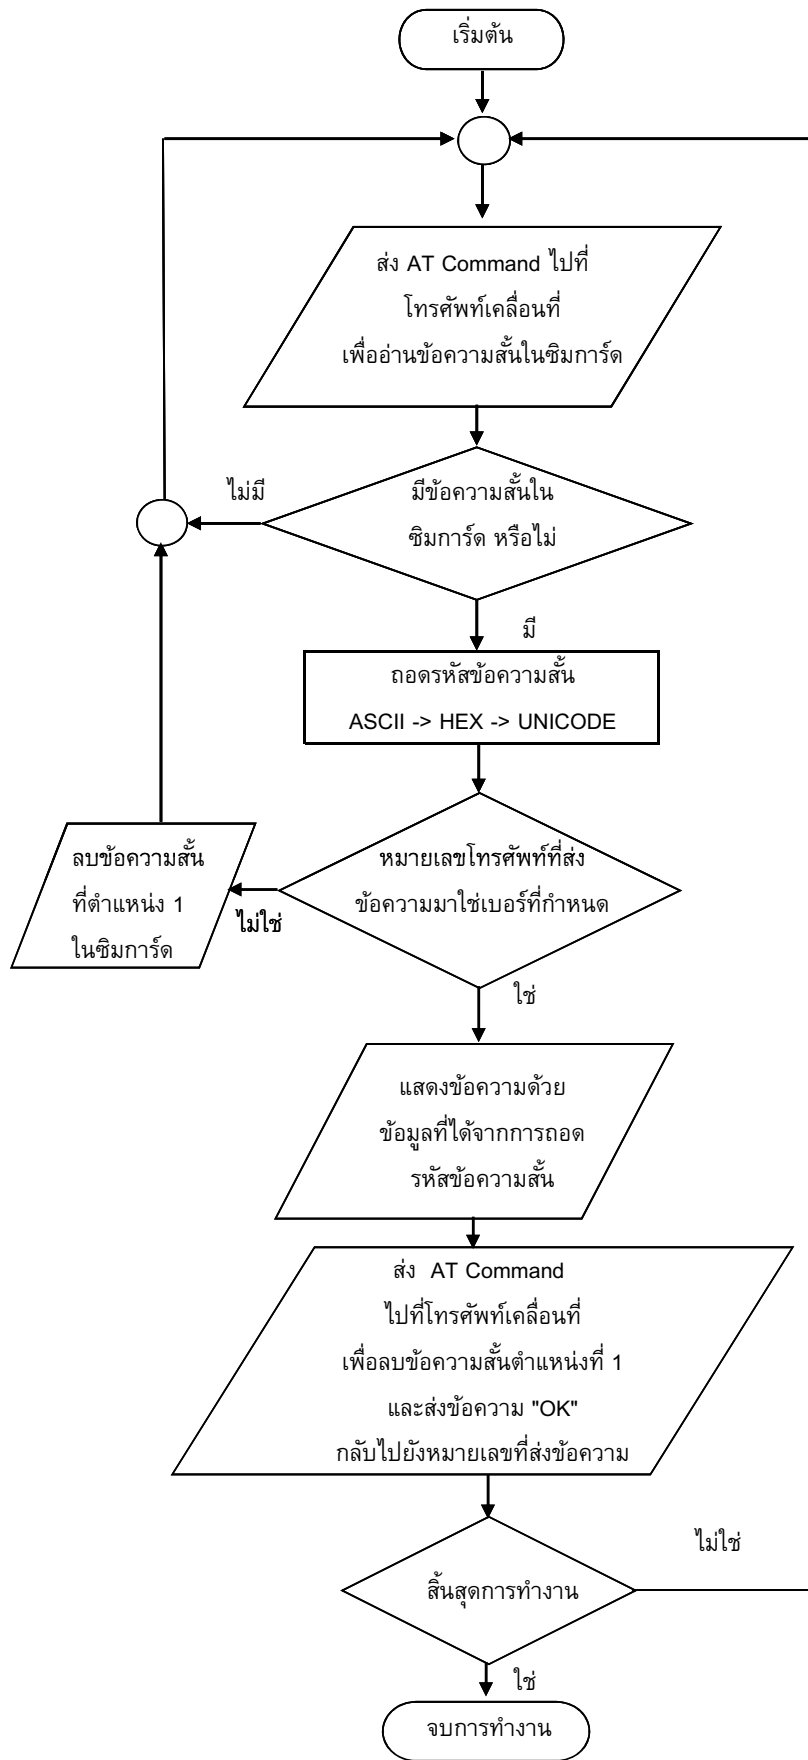 เริ่มต้น
ส่ง AT Command ไปที่
โทรศัพท์เคลื่อนที่
เพื่ออ่านข้อความสั้นในซิมการ์ด
ไม่มี
มีข้อความสั้นใน
ซิมการ์ด หรือไม่
มี
ถอดรหัสข้อความสั้น
ASCII -> HEX -> UNICODE
ลบข้อความสั้น
ที่ตำแหน่ง 1
ในซิมการ์ด
ไม่ใช่
หมายเลขโทรศัพท์ที่ส่ง
ข้อความมาใช่เบอร์ที่กำหนด
ใช่
แสดงข้อความด้วย
ข้อมูลที่ได้จากการถอด
รหัสข้อความสั้น
ส่ง AT Command
ไปที่โทรศัพท์เคลื่อนที่
เพื่อลบข้อความสั้นตำแหน่งที่ 1
และส่งข้อความ "OK"
กลับไปยังหมายเลขที่ส่งข้อความ
ไม่ใช่
สิ้นสุดการทำงาน
ใช่
จบการทำงาน